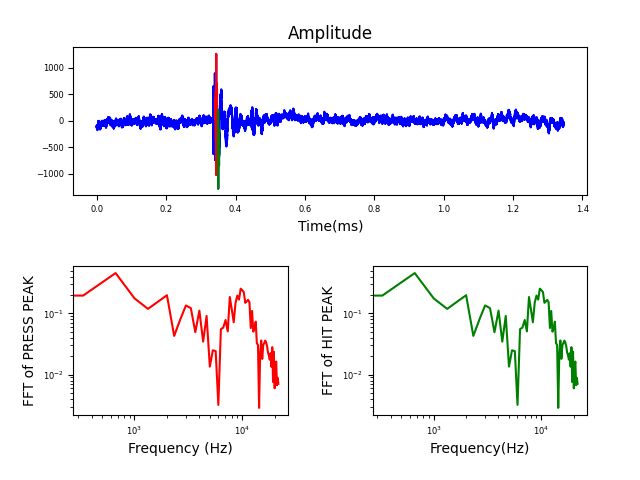 Amplitude
1000
500
0
−500
−1000
0.0 0.2 0.4 0.6 0.8 1.0 1.2 1.4
Time(ms)
FFT of PRESS PEAK
10⁻¹
10⁻²
10³ 10⁴
Frequency (Hz)
FFT of HIT PEAK
10⁻¹
10⁻²
10³ 10⁴
Frequency(Hz)